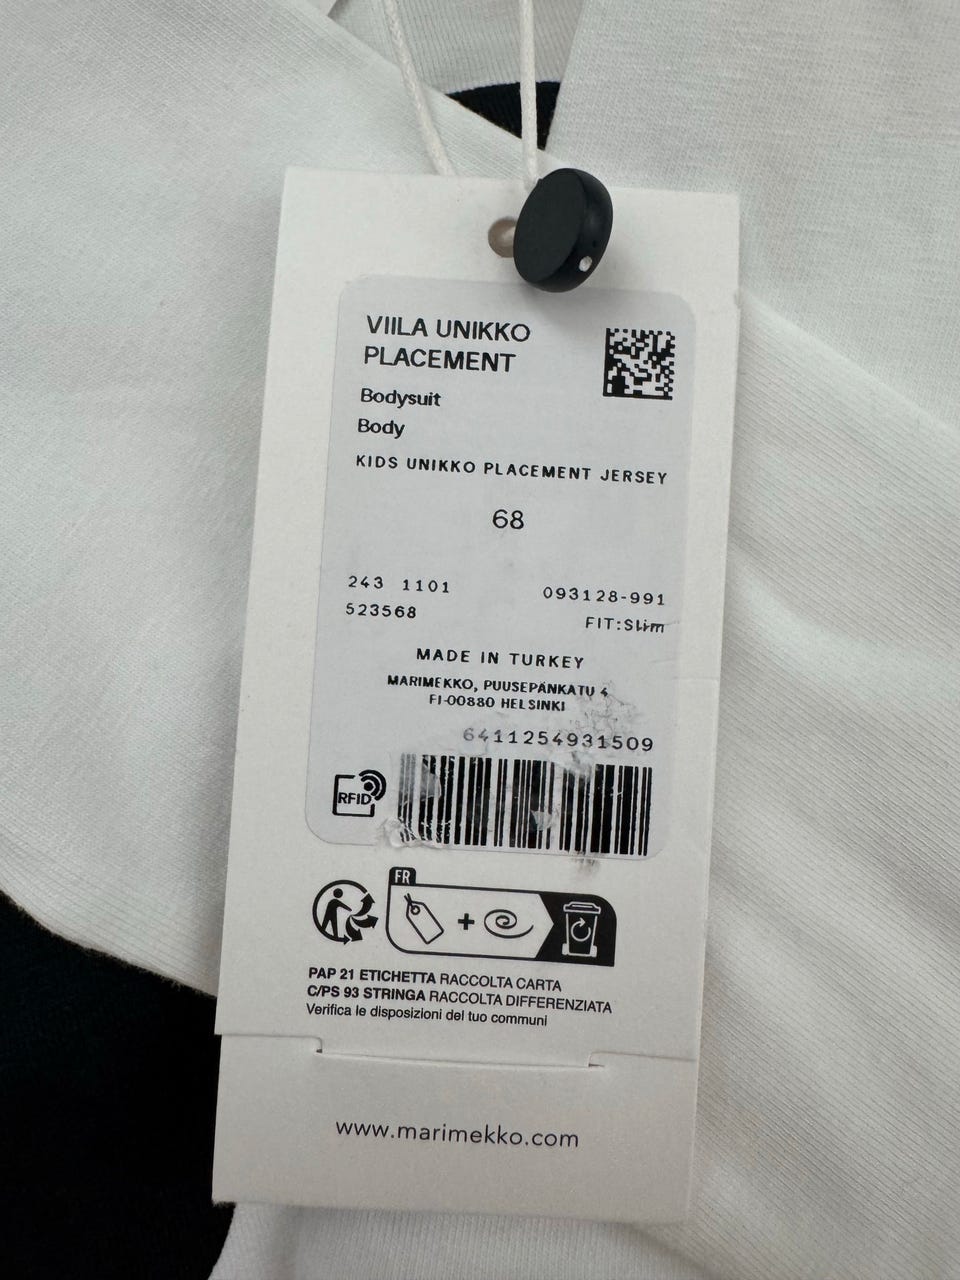 VIILA UNIKKO
PLACEMENT
Bodysuit
Body
KIDS UNIKKO PLACEMENT JERSEY
68
243 1101 093128-991
523568 FIT:Slim
MADE IN TURKEY
MARIMEKKO, PUUSEPÄNKATU 4
FI-00880 HELSINKI
6411254931509
RFID
FR
+
PAP 21 ETICHETTA RACCOLTA CARTA
C/PS 93 STRINGA RACCOLTA DIFFERENZIATA
Verifica le disposizioni del tuo communi
www.marimekko.com